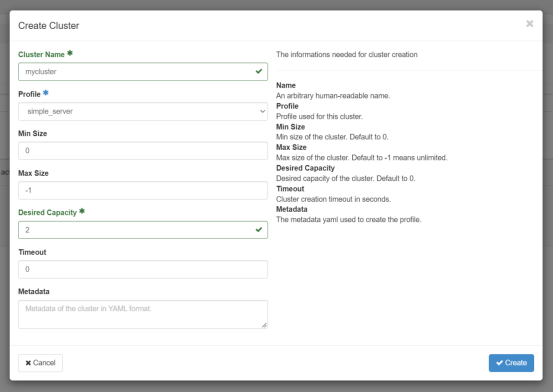 Create Cluster
Cluster Name *
mycluster
Profile *
simple_server
Min Size
0
Max Size
-1
Desired Capacity *
2
Timeout
0
Metadata
Metadata of the cluster in YAML format.
The informations needed for cluster creation
Name
An arbitrary human-readable name.
Profile
Profile used for this cluster.
Min Size
Min size of the cluster. Default to 0.
Max Size
Max size of the cluster. Default to -1 means unlimited.
Desired Capacity
Desired capacity of the cluster. Default to 0.
Timeout
Cluster creation timeout in seconds.
Metadata
The metadata yaml used to create the profile.
Cancel
Create